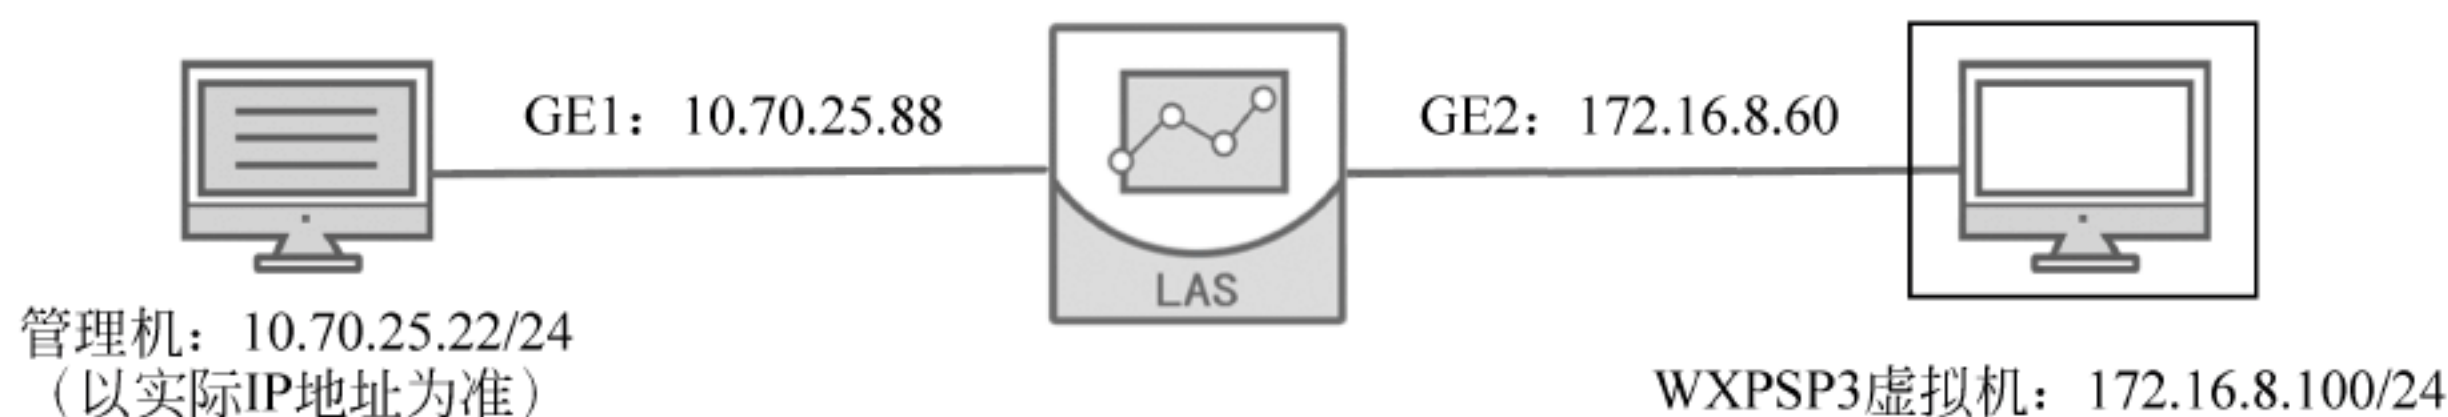 GE1：10.70.25.88
GE2：172.16.8.60
LAS
管理机：10.70.25.22/24
（以实际IP地址为准）
WXPSP3虚拟机：172.16.8.100/24